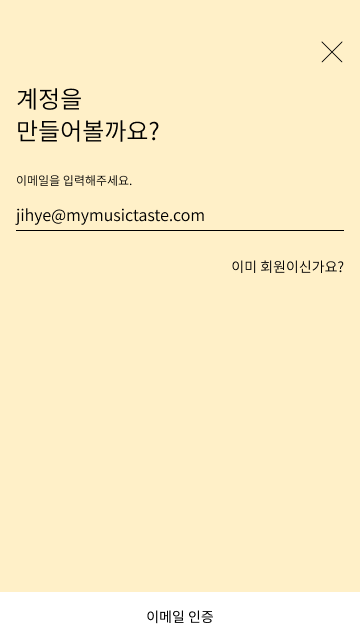 계정을
만들어볼까요?
이메일을 입력해주세요.
jihye@mymusictaste.com
이미 회원이신가요?
이메일 인증